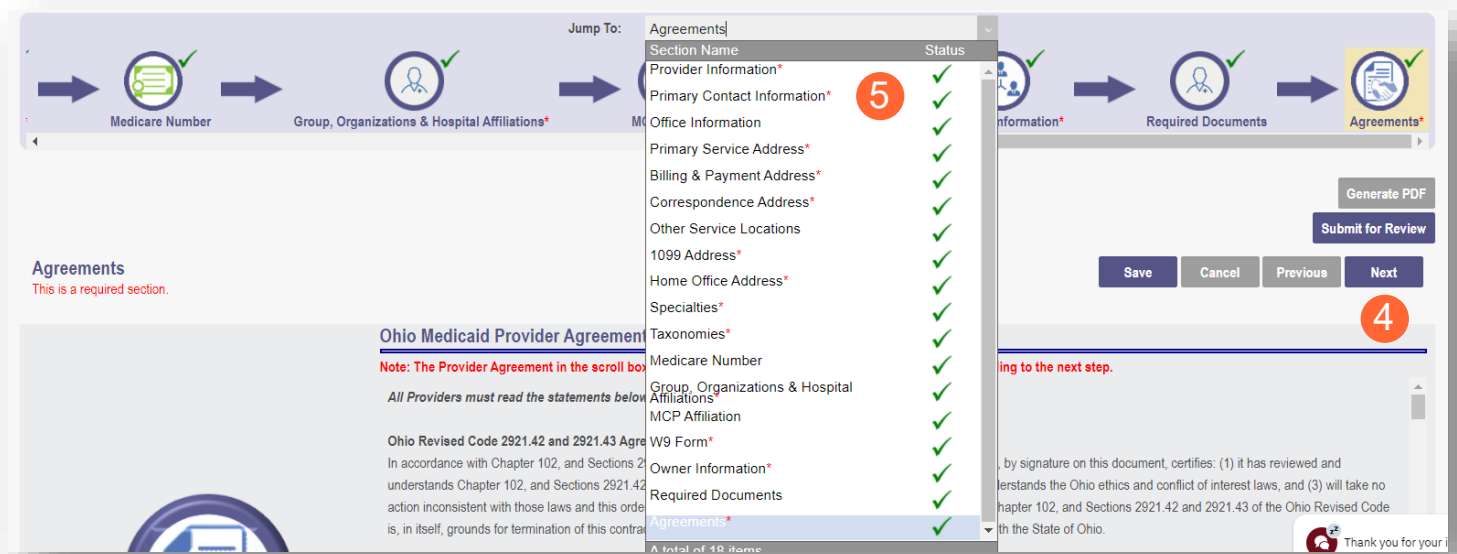 Jump To: Agreements
Section Name Status
Provider Information*
Primary Contact Information*
5
Office Information
Primary Service Address*
Billing & Payment Address*
Correspondence Address*
Other Service Locations
1099 Address*
Home Office Address*
Specialties*
Taxonomies*
Medicare Number
Group, Organizations & Hospital
Affiliations*
MCP Affiliation
W9 Form*
Owner Information*
Required Documents
Agreements*
A total of 18 items
Medicare Number
Group, Organizations & Hospital Affiliations*
Required Documents
Agreements*
Generate PDF
Submit for Review
Agreements
This is a required section.
Save Cancel Previous Next
4
Ohio Medicaid Provider Agreement
Note: The Provider Agreement in the scroll ing to the next step.
All Providers must read the statements below
Ohio Revised Code 2921.42 and 2921.43
In accordance with Chapter 102, and Sections , by signature on this document, certifies: (1) it has reviewed and
understands Chapter 102, and Sections 2921.42 the Ohio ethics and conflict of interest laws, and (3) will take no
action inconsistent with those laws and this 102, and Sections 2921.42 and 2921.43 of the Ohio Revised Code
is, in itself, grounds for termination of this the State of Ohio.
Thank you for your